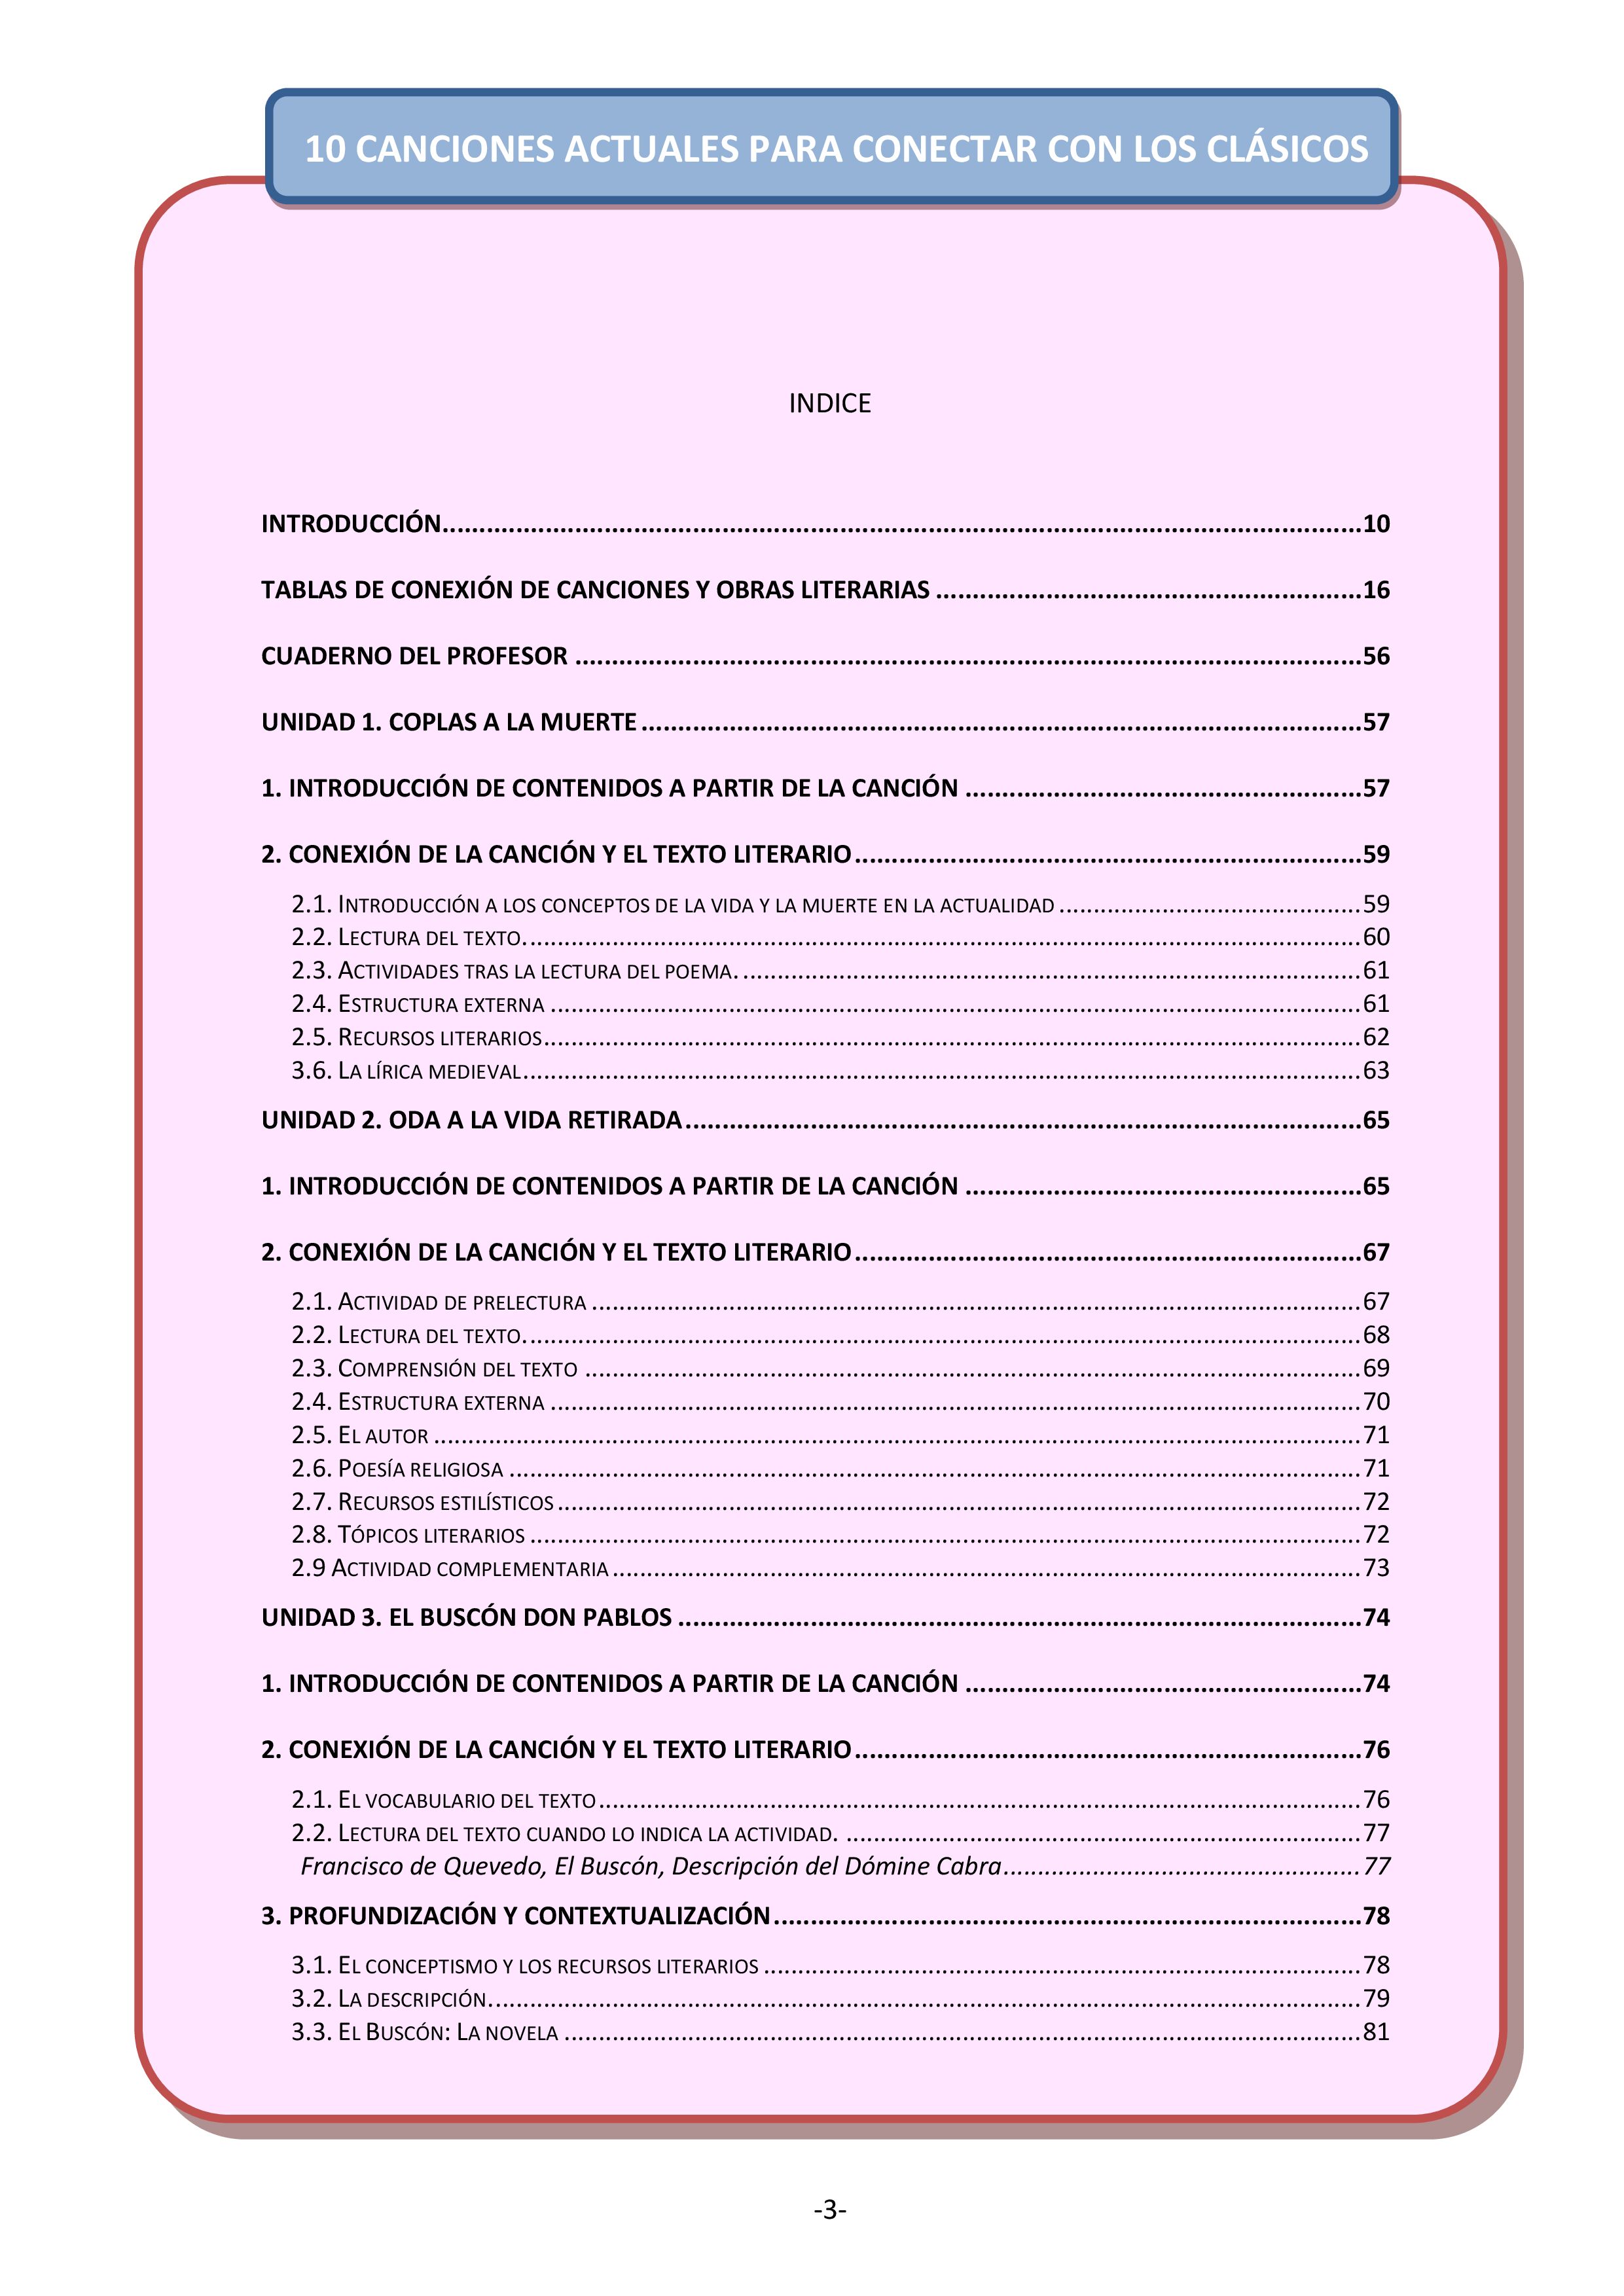 10 CANCIONES ACTUALES PARA CONECTAR CON LOS CLÁSICOS
INDICE
INTRODUCCIÓN.......................................................10
TABLAS DE CONEXIÓN DE CANCIONES Y OBRAS LITERARIAS ..............................16
CUADERNO DEL PROFESOR ..............................56
UNIDAD 1. COPLAS A LA MUERTE ..............................57
1. INTRODUCCIÓN DE CONTENIDOS A PARTIR DE LA CANCIÓN ..............................57
2. CONEXIÓN DE LA CANCIÓN Y EL TEXTO LITERARIO..............................59
2.1. INTRODUCCIÓN A LOS CONCEPTOS DE LA VIDA Y LA MUERTE EN LA ACTUALIDAD ..............................59
2.2. LECTURA DEL TEXTO...............................60
2.3. ACTIVIDADES TRAS LA LECTURA DEL POEMA. ..............................61
2.4. ESTRUCTURA EXTERNA ..............................61
2.5. RECURSOS LITERARIOS..............................62
3.6. LA LÍRICA MEDIEVAL..............................63
UNIDAD 2. ODA A LA VIDA RETIRADA..............................65
1. INTRODUCCIÓN DE CONTENIDOS A PARTIR DE LA CANCIÓN ..............................65
2. CONEXIÓN DE LA CANCIÓN Y EL TEXTO LITERARIO..............................67
2.1. ACTIVIDAD DE PRELECTURA ..............................67
2.2. LECTURA DEL TEXTO...............................68
2.3. COMPRENSIÓN DEL TEXTO ..............................69
2.4. ESTRUCTURA EXTERNA ..............................70
2.5. EL AUTOR ..............................71
2.6. POESÍA RELIGIOSA ..............................71
2.7. RECURSOS ESTILÍSTICOS ..............................72
2.8. TÓPICOS LITERARIOS ..............................72
2.9 ACTIVIDAD COMPLEMENTARIA ..............................73
UNIDAD 3. EL BUSCÓN DON PABLOS ..............................74
1. INTRODUCCIÓN DE CONTENIDOS A PARTIR DE LA CANCIÓN ..............................74
2. CONEXIÓN DE LA CANCIÓN Y EL TEXTO LITERARIO..............................76
2.1. EL VOCABULARIO DEL TEXTO..............................76
2.2. LECTURA DEL TEXTO CUANDO LO INDICA LA ACTIVIDAD. ..............................77
Francisco de Quevedo, El Buscón, Descripción del Dómine Cabra..............................77
3. PROFUNDIZACIÓN Y CONTEXTUALIZACIÓN..............................78
3.1. EL CONCEPTISMO Y LOS RECURSOS LITERARIOS ..............................78
3.2. LA DESCRIPCIÓN...............................79
3.3. EL BUSCÓN: LA NOVELA ..............................81
-3-